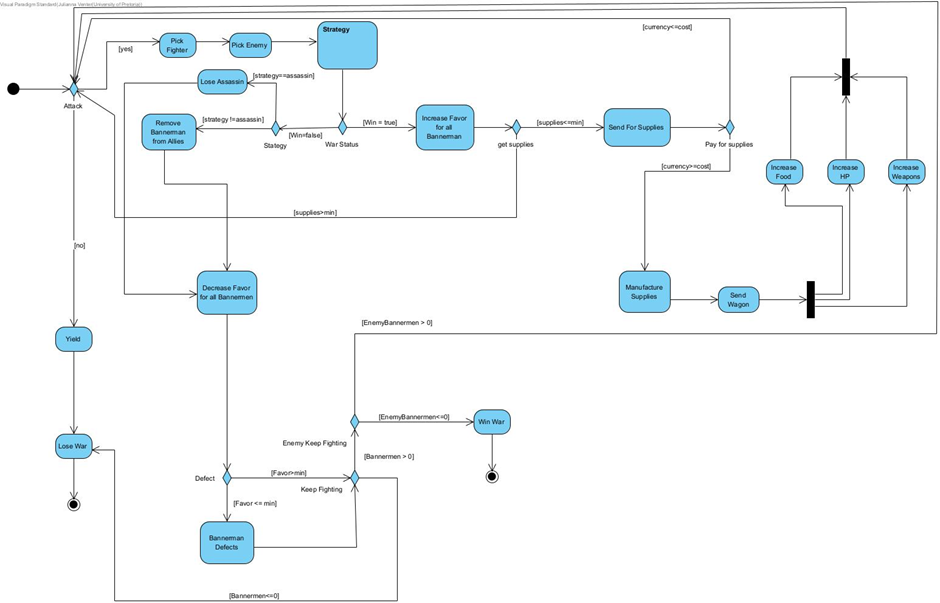 Visual Paradigm Standard(Julianna Venter(University of Pretoria))
[currency<=cost]
Strategy
[yes]
Pick
Fighter
Pick Enemy
Lose Assassin
[strategy==assassin]
Attack
Remove
Bannerman
from Allies
[strategy !=assassin]
Stategy
[Win=false]
War Status
[Win = true]
Increase Favor
for all
Bannerman
get supplies
[supplies<=min]
Send For Supplies
Pay for supplies
[currency>=cost]
Increase
Food
Increase
HP
Increase
Weapons
[supplies>min]
[no]
Decrease Favor
for all Bannermen
Manufacture
Supplies
Send
Wagon
[EnemyBannermen > 0]
Yield
[EnemyBannermen<=0]
Win War
Enemy Keep Fighting
Lose War
[Bannermen > 0]
Defect
[Favor>min]
Keep Fighting
[Favor <= min]
Bannerman
Defects
[Bannermen<=0]